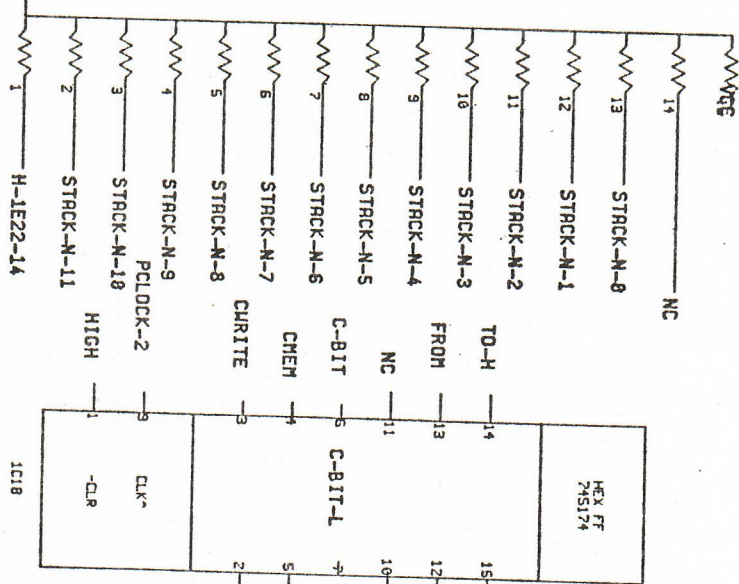 1
H-1E22-14
2
STACK-N-11
3
STACK-N-10
4
STACK-N-9
5
STACK-N-8
6
STACK-N-7
7
STACK-N-6
8
STACK-N-5
9
STACK-N-4
10
STACK-N-3
11
STACK-N-2
12
STACK-N-1
13
STACK-N-0
14
NC
HEX FF
74S174
TO-H
14
15
FROM
13
12
NC
11
10
C-BIT
6
C-BIT-L
7
CMEM
4
5
CWRITE
3
2
PCLOCK-2
9
CLK^
HIGH
1
-CLR
1C18